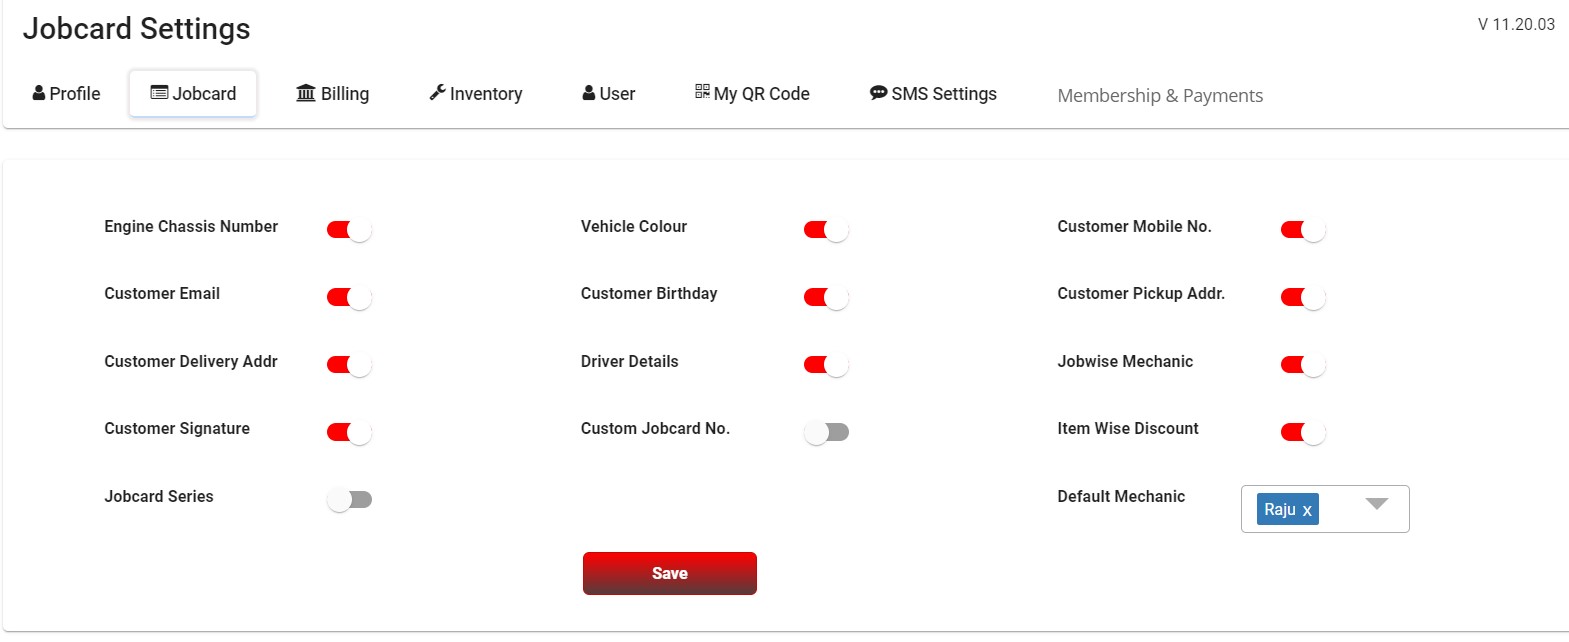 Jobcard Settings
V 11.20.03
Profile
Jobcard
Billing
Inventory
User
My QR Code
SMS Settings
Membership & Payments
Engine Chassis Number
Vehicle Colour
Customer Mobile No.
Customer Email
Customer Birthday
Customer Pickup Addr.
Customer Delivery Addr
Driver Details
Jobwise Mechanic
Customer Signature
Custom Jobcard No.
Item Wise Discount
Jobcard Series
Default Mechanic
Raju x
Save